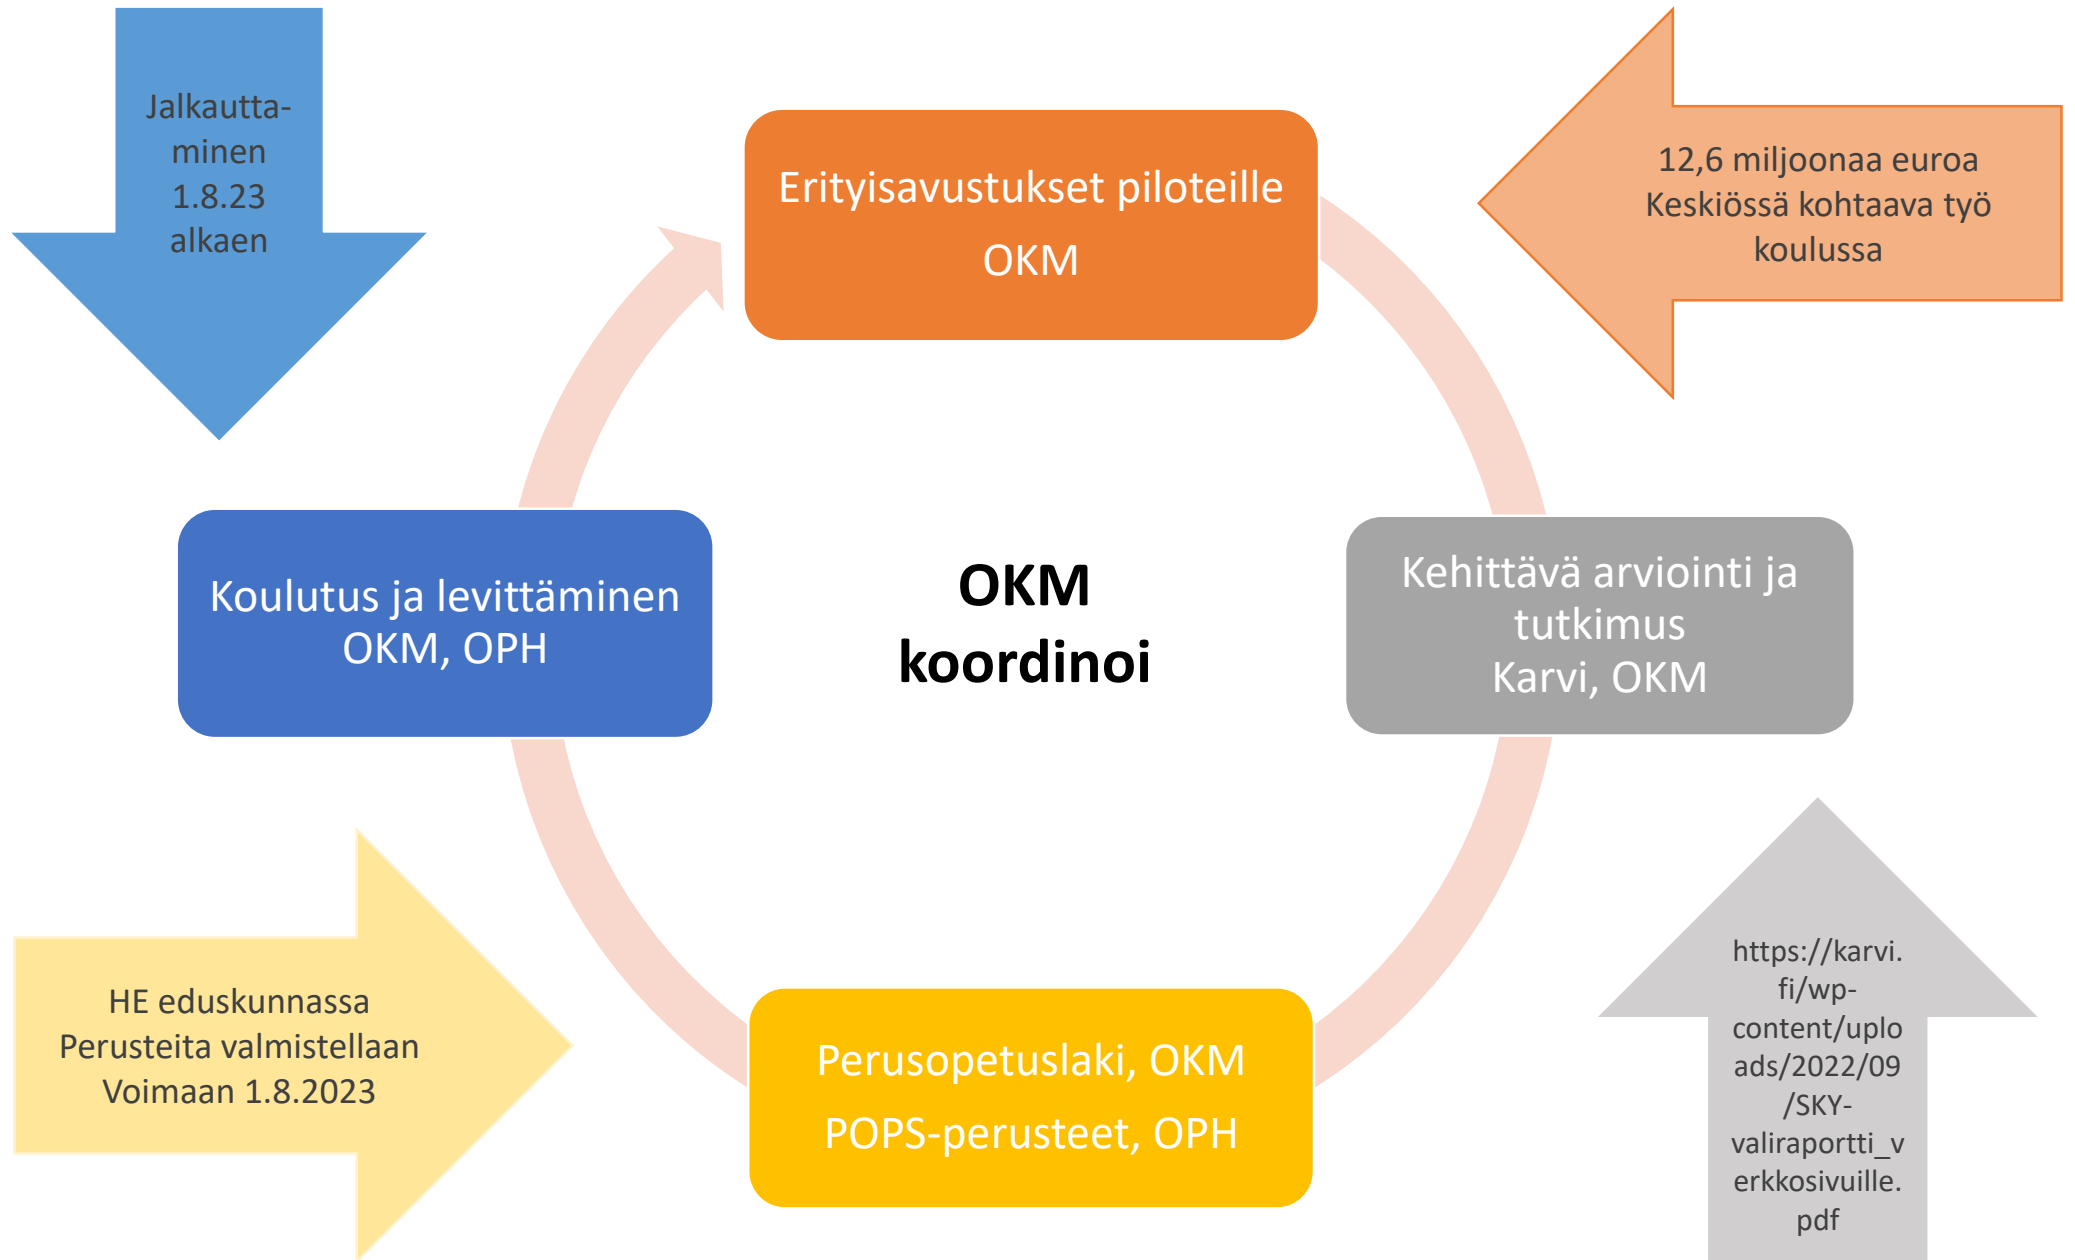 Jalkautta-
minen
1.8.23
alkaen
Erityisavustukset piloteille
OKM
12,6 miljoonaa euroa
Keskiössä kohtaava työ
koulussa
Koulutus ja levittäminen
OKM, OPH
OKM
koordinoi
Kehittävä arviointi ja
tutkimus
Karvi, OKM
HE eduskunnassa
Perusteita valmistellaan
Voimaan 1.8.2023
Perusopetuslaki, OKM
POPS-perusteet, OPH
https://karvi.
fi/wp-
content/uplo
ads/2022/09
/SKY-
valiraportti_v
erkkosivuille.
pdf